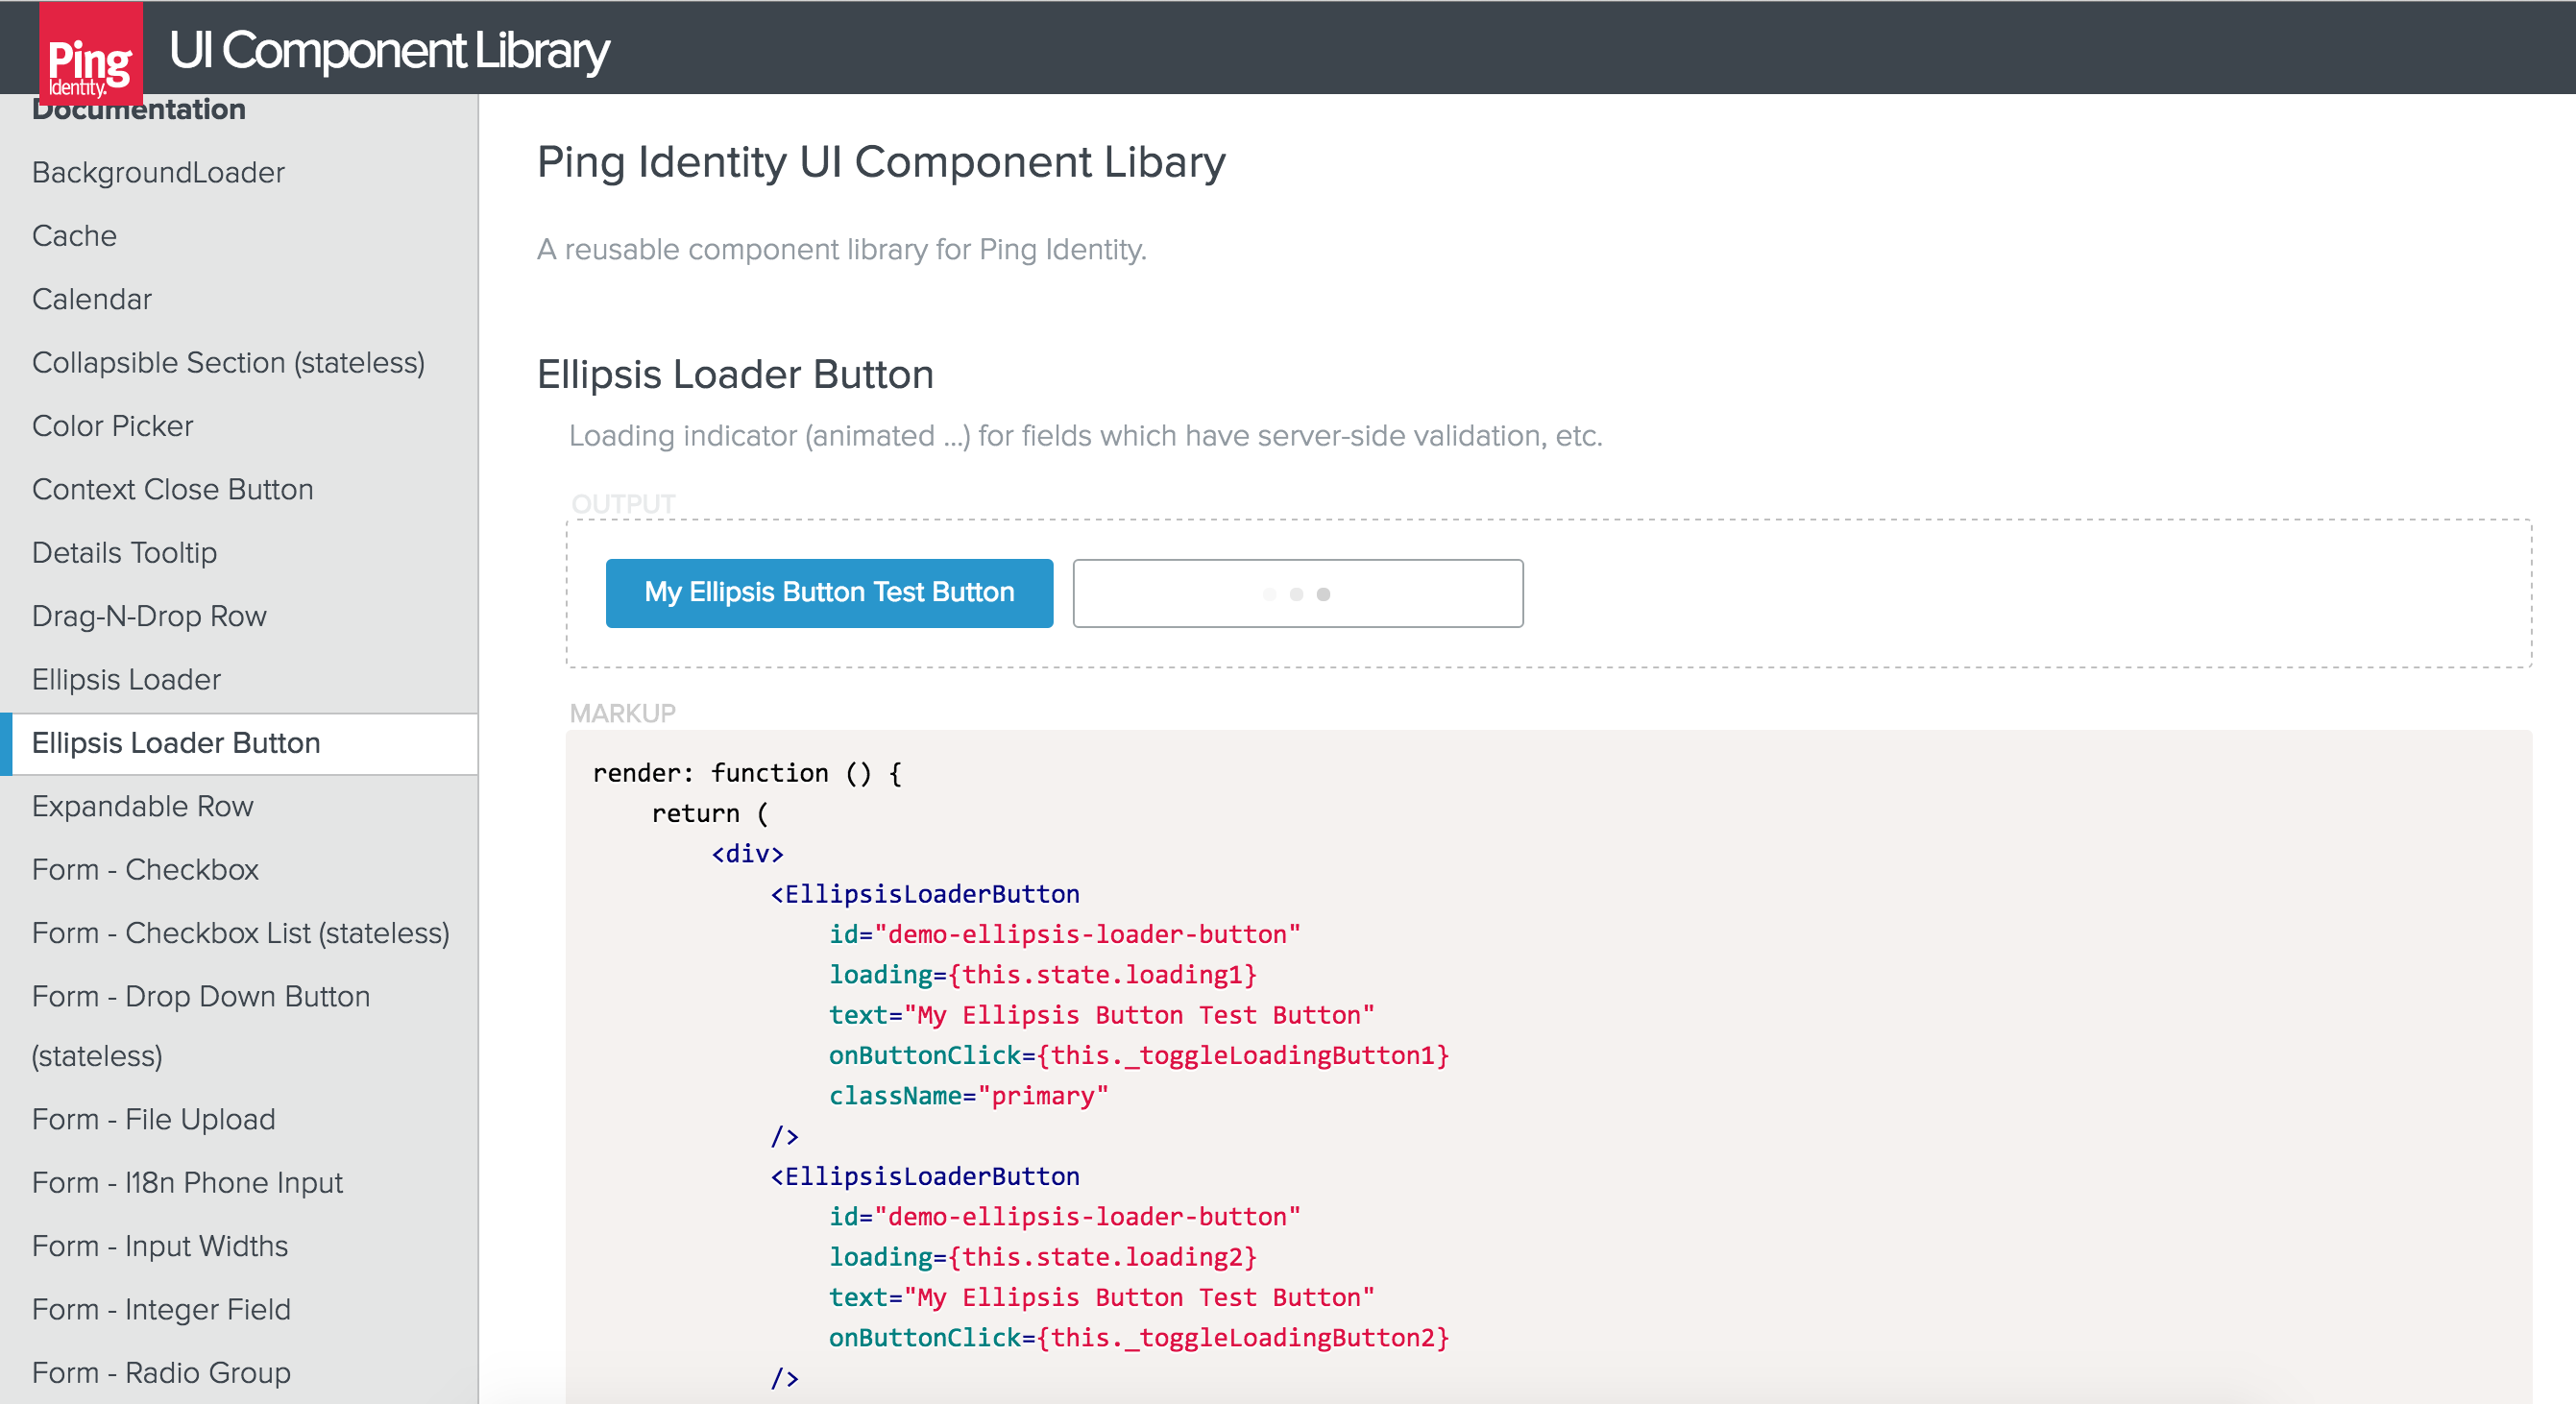 Ping
Identity.
UI Component Library
Documentation
BackgroundLoader
Cache
Calendar
Collapsible Section (stateless)
Color Picker
Context Close Button
Details Tooltip
Drag-N-Drop Row
Ellipsis Loader
Ellipsis Loader Button
Expandable Row
Form - Checkbox
Form - Checkbox List (stateless)
Form - Drop Down Button
(stateless)
Form - File Upload
Form - I18n Phone Input
Form - Input Widths
Form - Integer Field
Form - Radio Group
Ping Identity UI Component Libary
A reusable component library for Ping Identity.
Ellipsis Loader Button
Loading indicator (animated ...) for fields which have server-side validation, etc.
OUTPUT
My Ellipsis Button Test Button
MARKUP
render: function () {
    return (
        <div>
            <EllipsisLoaderButton
                id="demo-ellipsis-loader-button"
                loading={this.state.loading1}
                text="My Ellipsis Button Test Button"
                onButtonClick={this._toggleLoadingButton1}
                className="primary"
            />
            <EllipsisLoaderButton
                id="demo-ellipsis-loader-button"
                loading={this.state.loading2}
                text="My Ellipsis Button Test Button"
                onButtonClick={this._toggleLoadingButton2}
            />